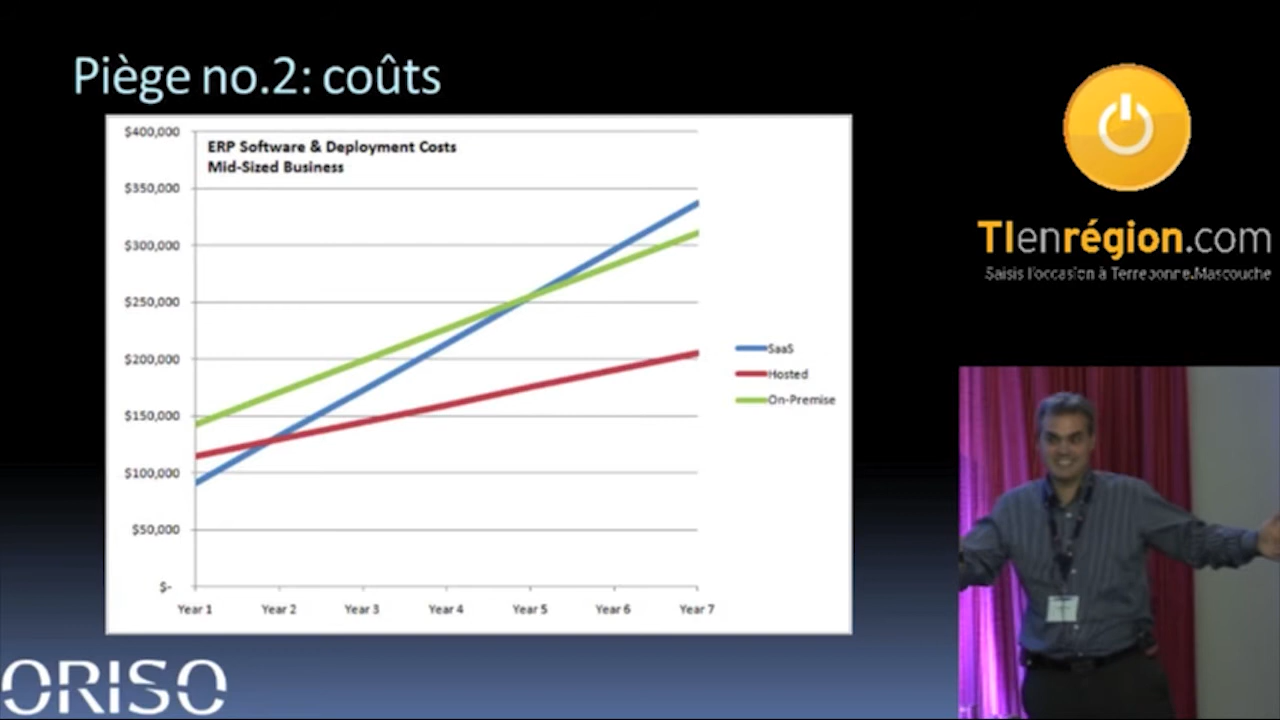 Piège no.2: coûts
ERP Software & Deployment Costs
Mid-Sized Business
$400,000
$350,000
$300,000
$250,000
$200,000
$150,000
$100,000
$50,000
$-
Year 1 Year 2 Year 3 Year 4 Year 5 Year 6 Year 7
SaaS
Hosted
On-Premise
TIenrégion.com
Saisis l'occasion à Terrebonne.Mascouche
ORISO